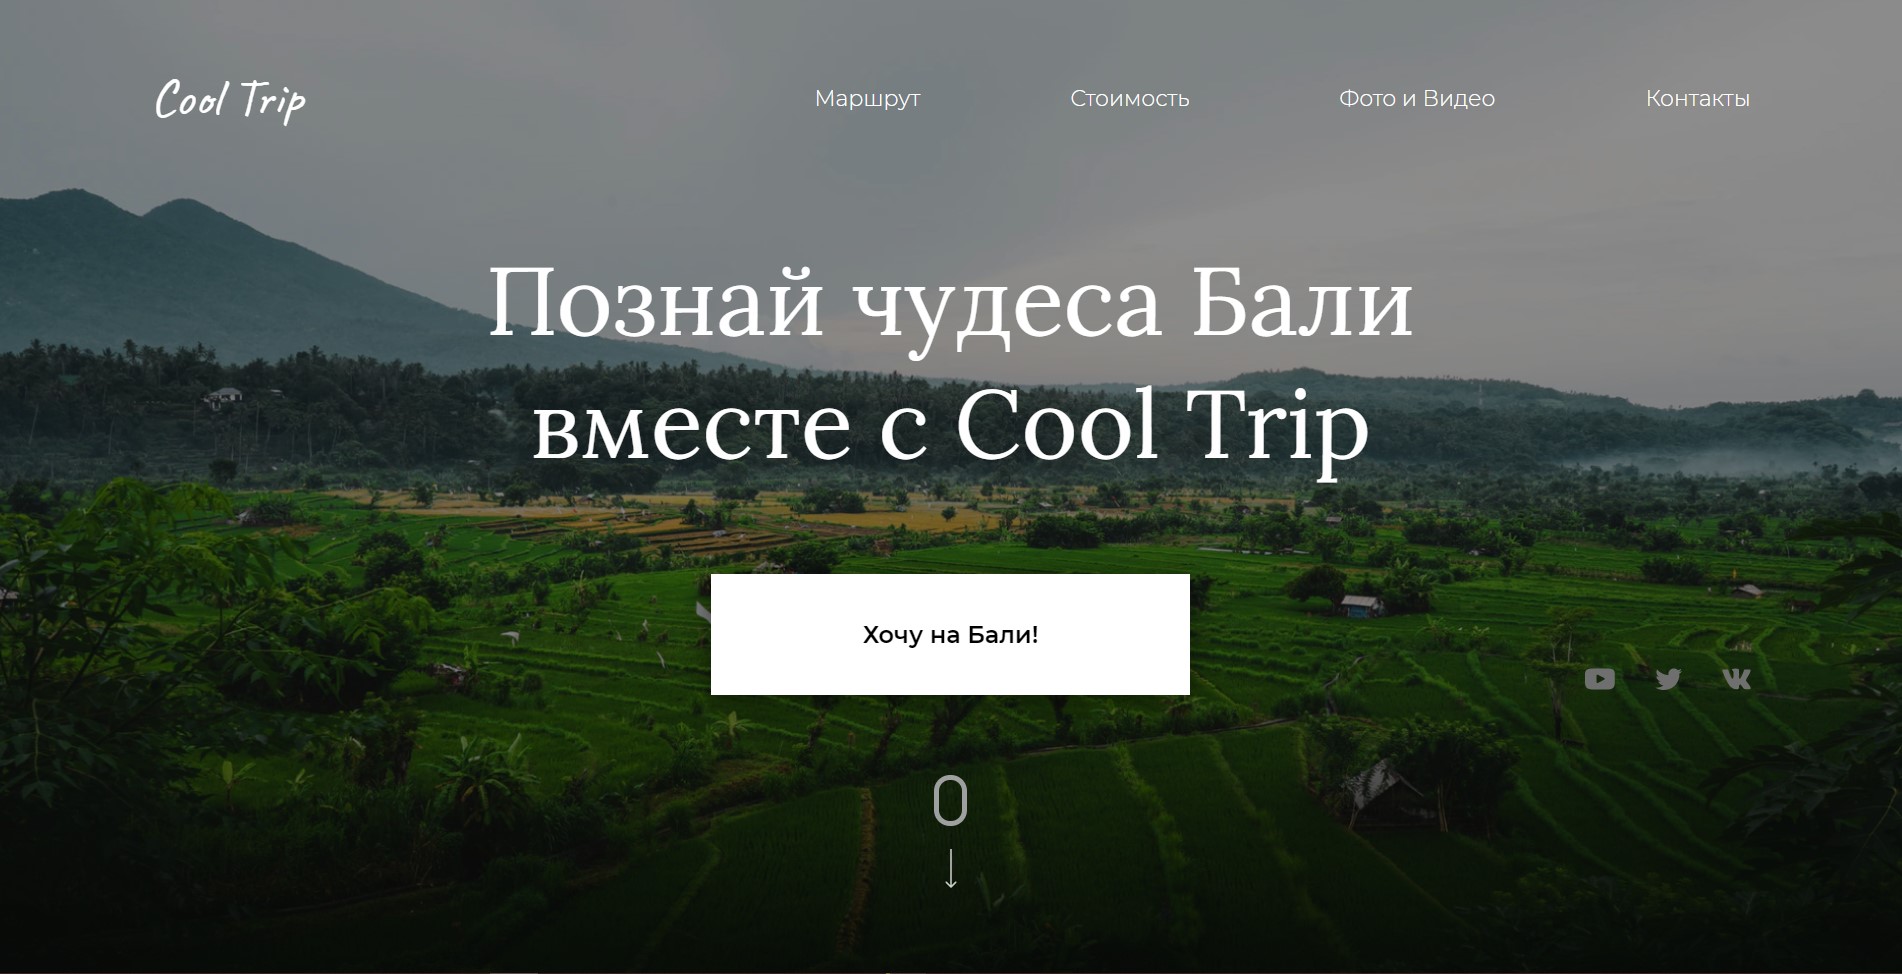 Cool Trip
Маршрут
Стоимость
Фото и Видео
Контакты
Познай чудеса Бали
вместе с Cool Trip
Хочу на Бали!